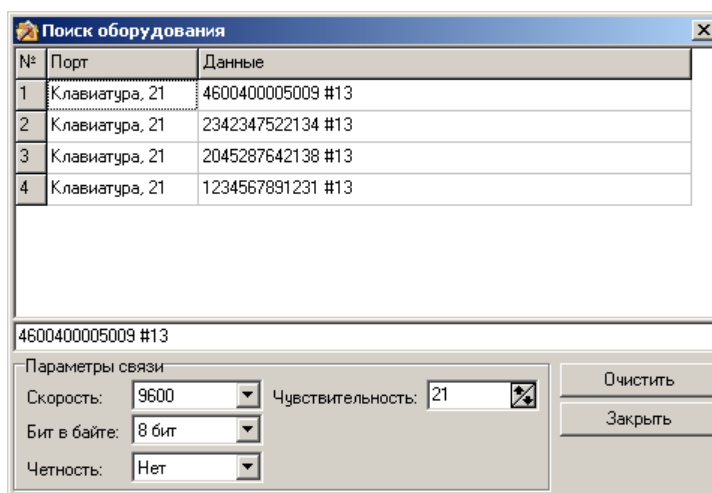 Поиск оборудования
№ Порт Данные
1 Клавиатура, 21 4600400005009 #13
2 Клавиатура, 21 2342347522134 #13
3 Клавиатура, 21 2045287642138 #13
4 Клавиатура, 21 1234567891231 #13
4600400005009 #13
Параметры связи
Скорость: 9600 Чувствительность: 21
Бит в байте: 8 бит
Четность: Нет
Очистить
Закрыть